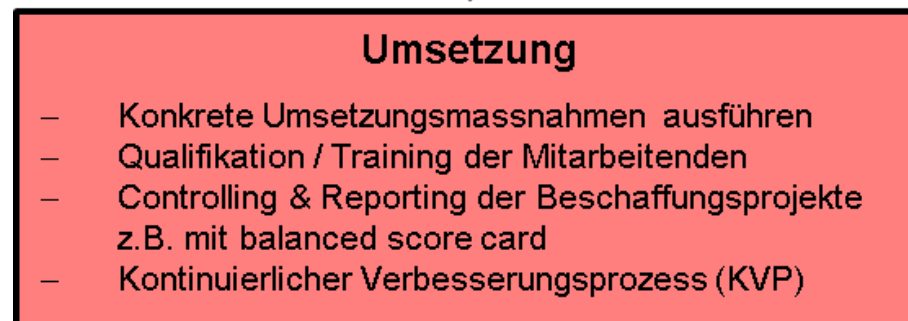 Umsetzung
– Konkrete Umsetzungsmassnahmen ausführen
– Qualifikation / Training der Mitarbeitenden
– Controlling & Reporting der Beschaffungsprojekte
z.B. mit balanced score card
– Kontinuierlicher Verbesserungsprozess (KVP)